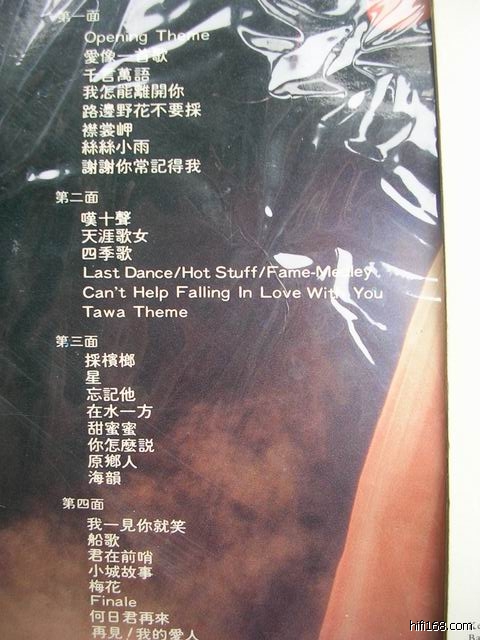 第一面
Opening Theme
愛像一首歌
千言萬語
我怎能離開你
路邊野花不要採
襟裳岬
絲絲小雨
謝謝你常記得我
第二面
嘆十聲
天涯歌女
四季歌
Last Dance/Hot Stuff/Fame-Medley
Can't Help Falling In Love With You
Tawa Theme
第三面
採檳榔
星
忘記他
在水一方
甜蜜蜜
你怎麼説
原鄉人
海韻
第四面
我一見你就笑
船歌
君在前哨
小城故事
梅花
Finale
何日君再來
再見!我的愛人
hifi168.com